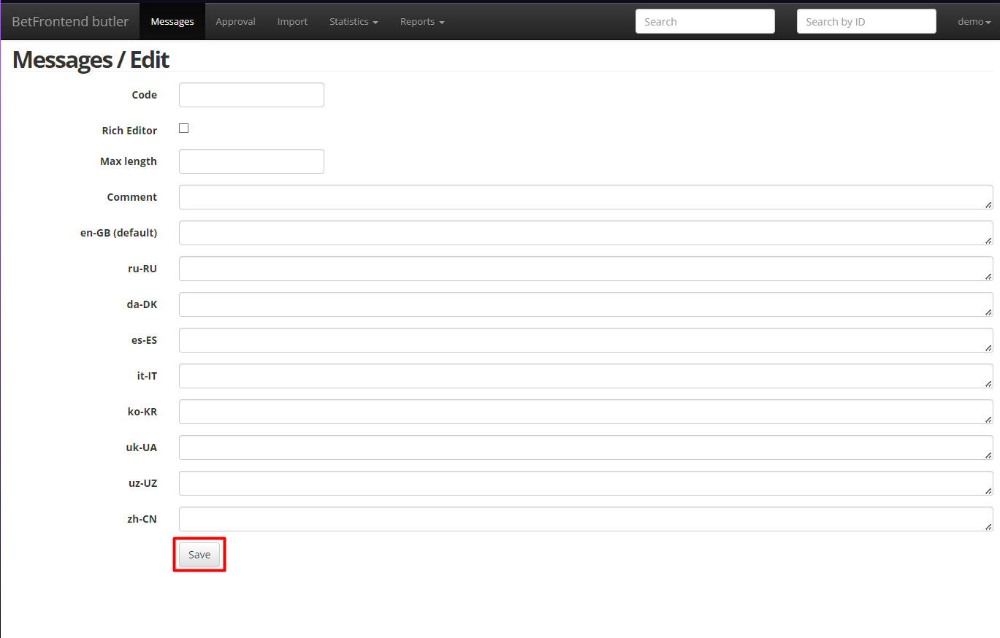 BetFrontend butler Messages Approval Import Statistics Reports Search Search by ID demo
Messages / Edit
Code
Rich Editor
Max length
Comment
en-GB (default)
ru-RU
da-DK
es-ES
it-IT
ko-KR
uk-UA
uz-UZ
zh-CN
Save